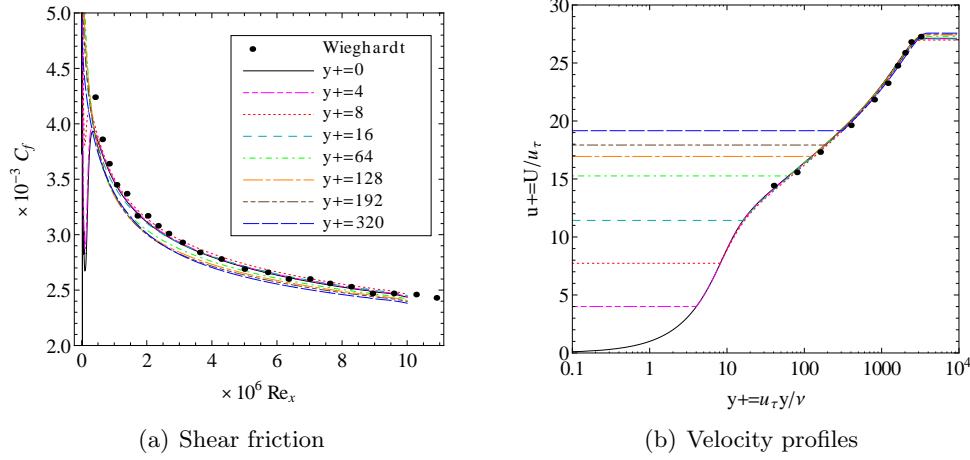 5.0
4.5
4.0
3.5
3.0
2.5
2.0
× 10⁻³ C_f
0
2
4
6
8
10
× 10⁶ Re_x
Wieghardt
y+=0
y+=4
y+=8
y+=16
y+=64
y+=128
y+=192
y+=320
(a) Shear friction
30
25
20
15
10
5
0
u+=U/u_τ
0.1
1
10
100
1000
10⁴
y+=u_τ y/ν
(b) Velocity profiles